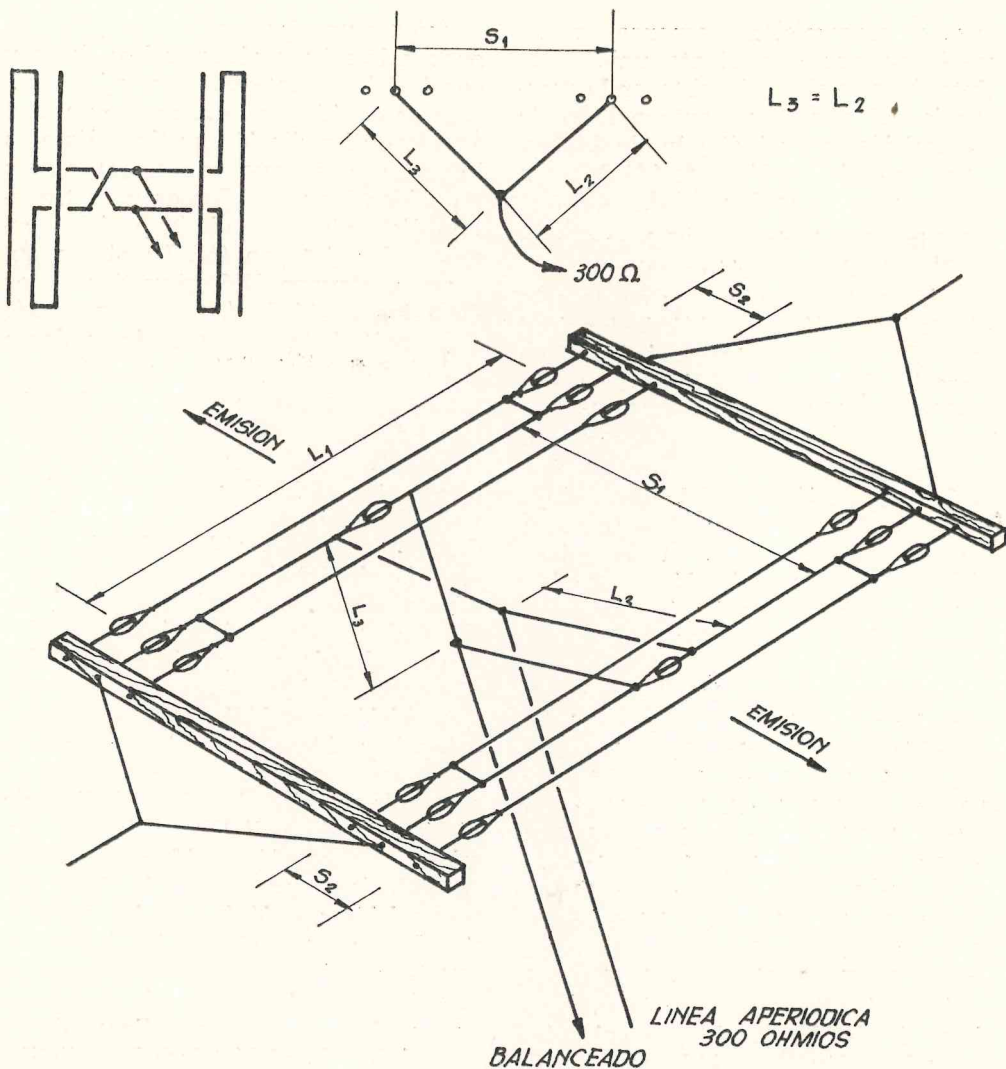 S1
L3 = L2
L3
L2
300 Ω
S2
EMISION
L1
S1
L2
L3
EMISION
S2
LINEA APERIODICA
300 OHMIOS
BALANCEADO